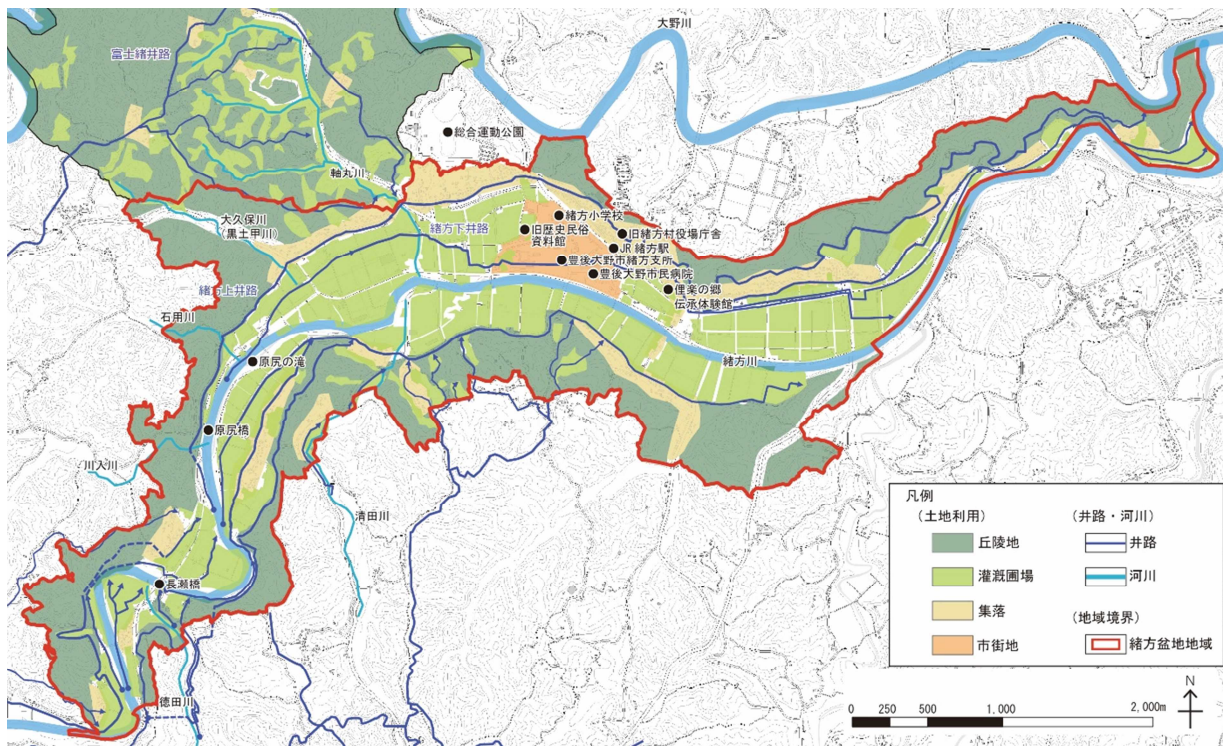 大野川
富士緒井路
総合運動公園
軸丸川
大久保川
(黒土甲川)
緒方下井路
緒方小学校
旧歴史民俗
資料館
旧緒方村役場庁舎
JR緒方駅
豊後大野市緒方支所
豊後大野市民病院
俚楽の郷
伝承体験館
緒方上井路
石用川
原尻の滝
緒方川
原尻橋
川入川
清田川
長瀬橋
徳田川
凡例
(土地利用)
丘陵地
灌漑圃場
集落
市街地
(井路・河川)
井路
河川
(地域境界)
緒方盆地地域
N
0 250 500 1,000 2,000m